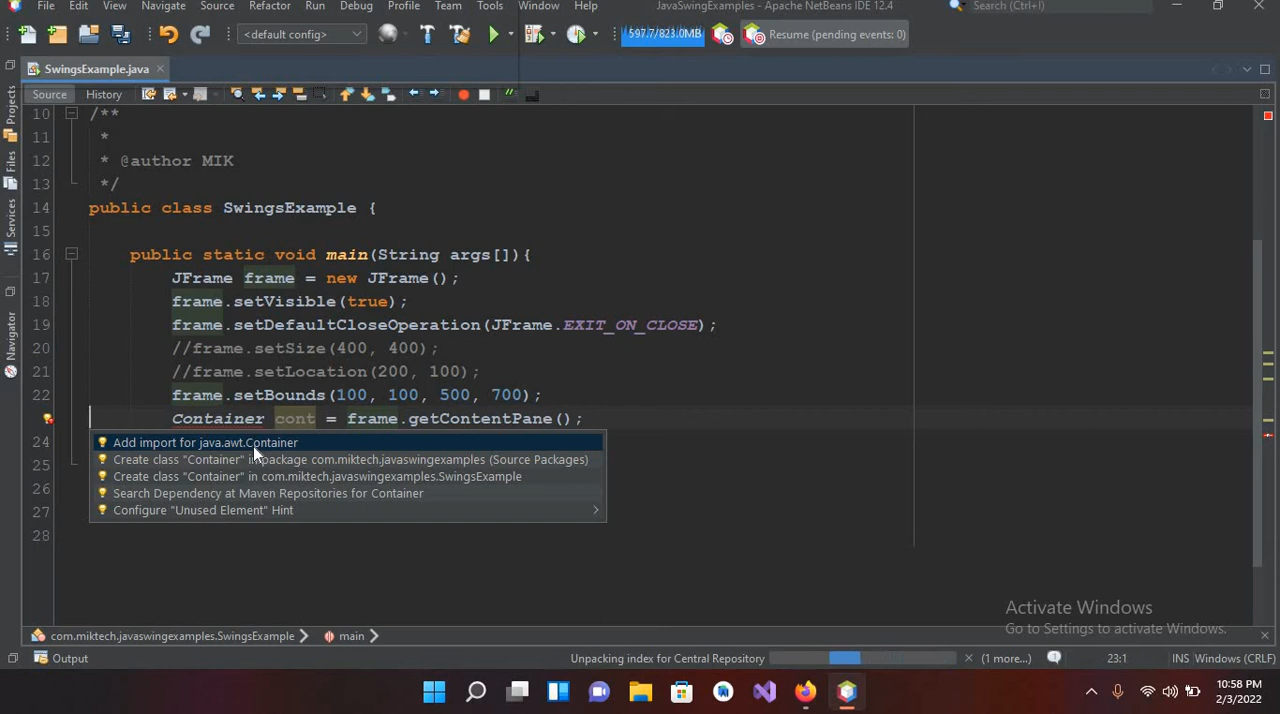 File Edit View Navigate Source Refactor Run Debug Profile Team Tools Window Help JavaSwingExamples - Apache NetBeans IDE 12.4 Search (Ctrl+I)
<default config> 597.7/823.0MB Resume (pending events: 0)
SwingsExample.java
Source History
Projects
Files
Services
Navigator
10 /**
11 *
12 * @author MIK
13 */
14 public class SwingsExample {
15
16 public static void main(String args[]){
17 JFrame frame = new JFrame();
18 frame.setVisible(true);
19 frame.setDefaultCloseOperation(JFrame.EXIT_ON_CLOSE);
20 //frame.setSize(400, 400);
21 //frame.setLocation(200, 100);
22 frame.setBounds(100, 100, 500, 700);
Container cont = frame.getContentPane();
24
25
26
27
28
Add import for java.awt.Container
Create class "Container" in package com.miktech.javaswingexamples (Source Packages)
Create class "Container" in com.miktech.javaswingexamples.SwingsExample
Search Dependency at Maven Repositories for Container
Configure "Unused Element" Hint
Activate Windows
Go to Settings to activate Windows.
com.miktech.javaswingexamples.SwingsExample main
Output Unpacking index for Central Repository (1 more...) 23:1 INS Windows (CRLF)
10:58 PM
2/3/2022